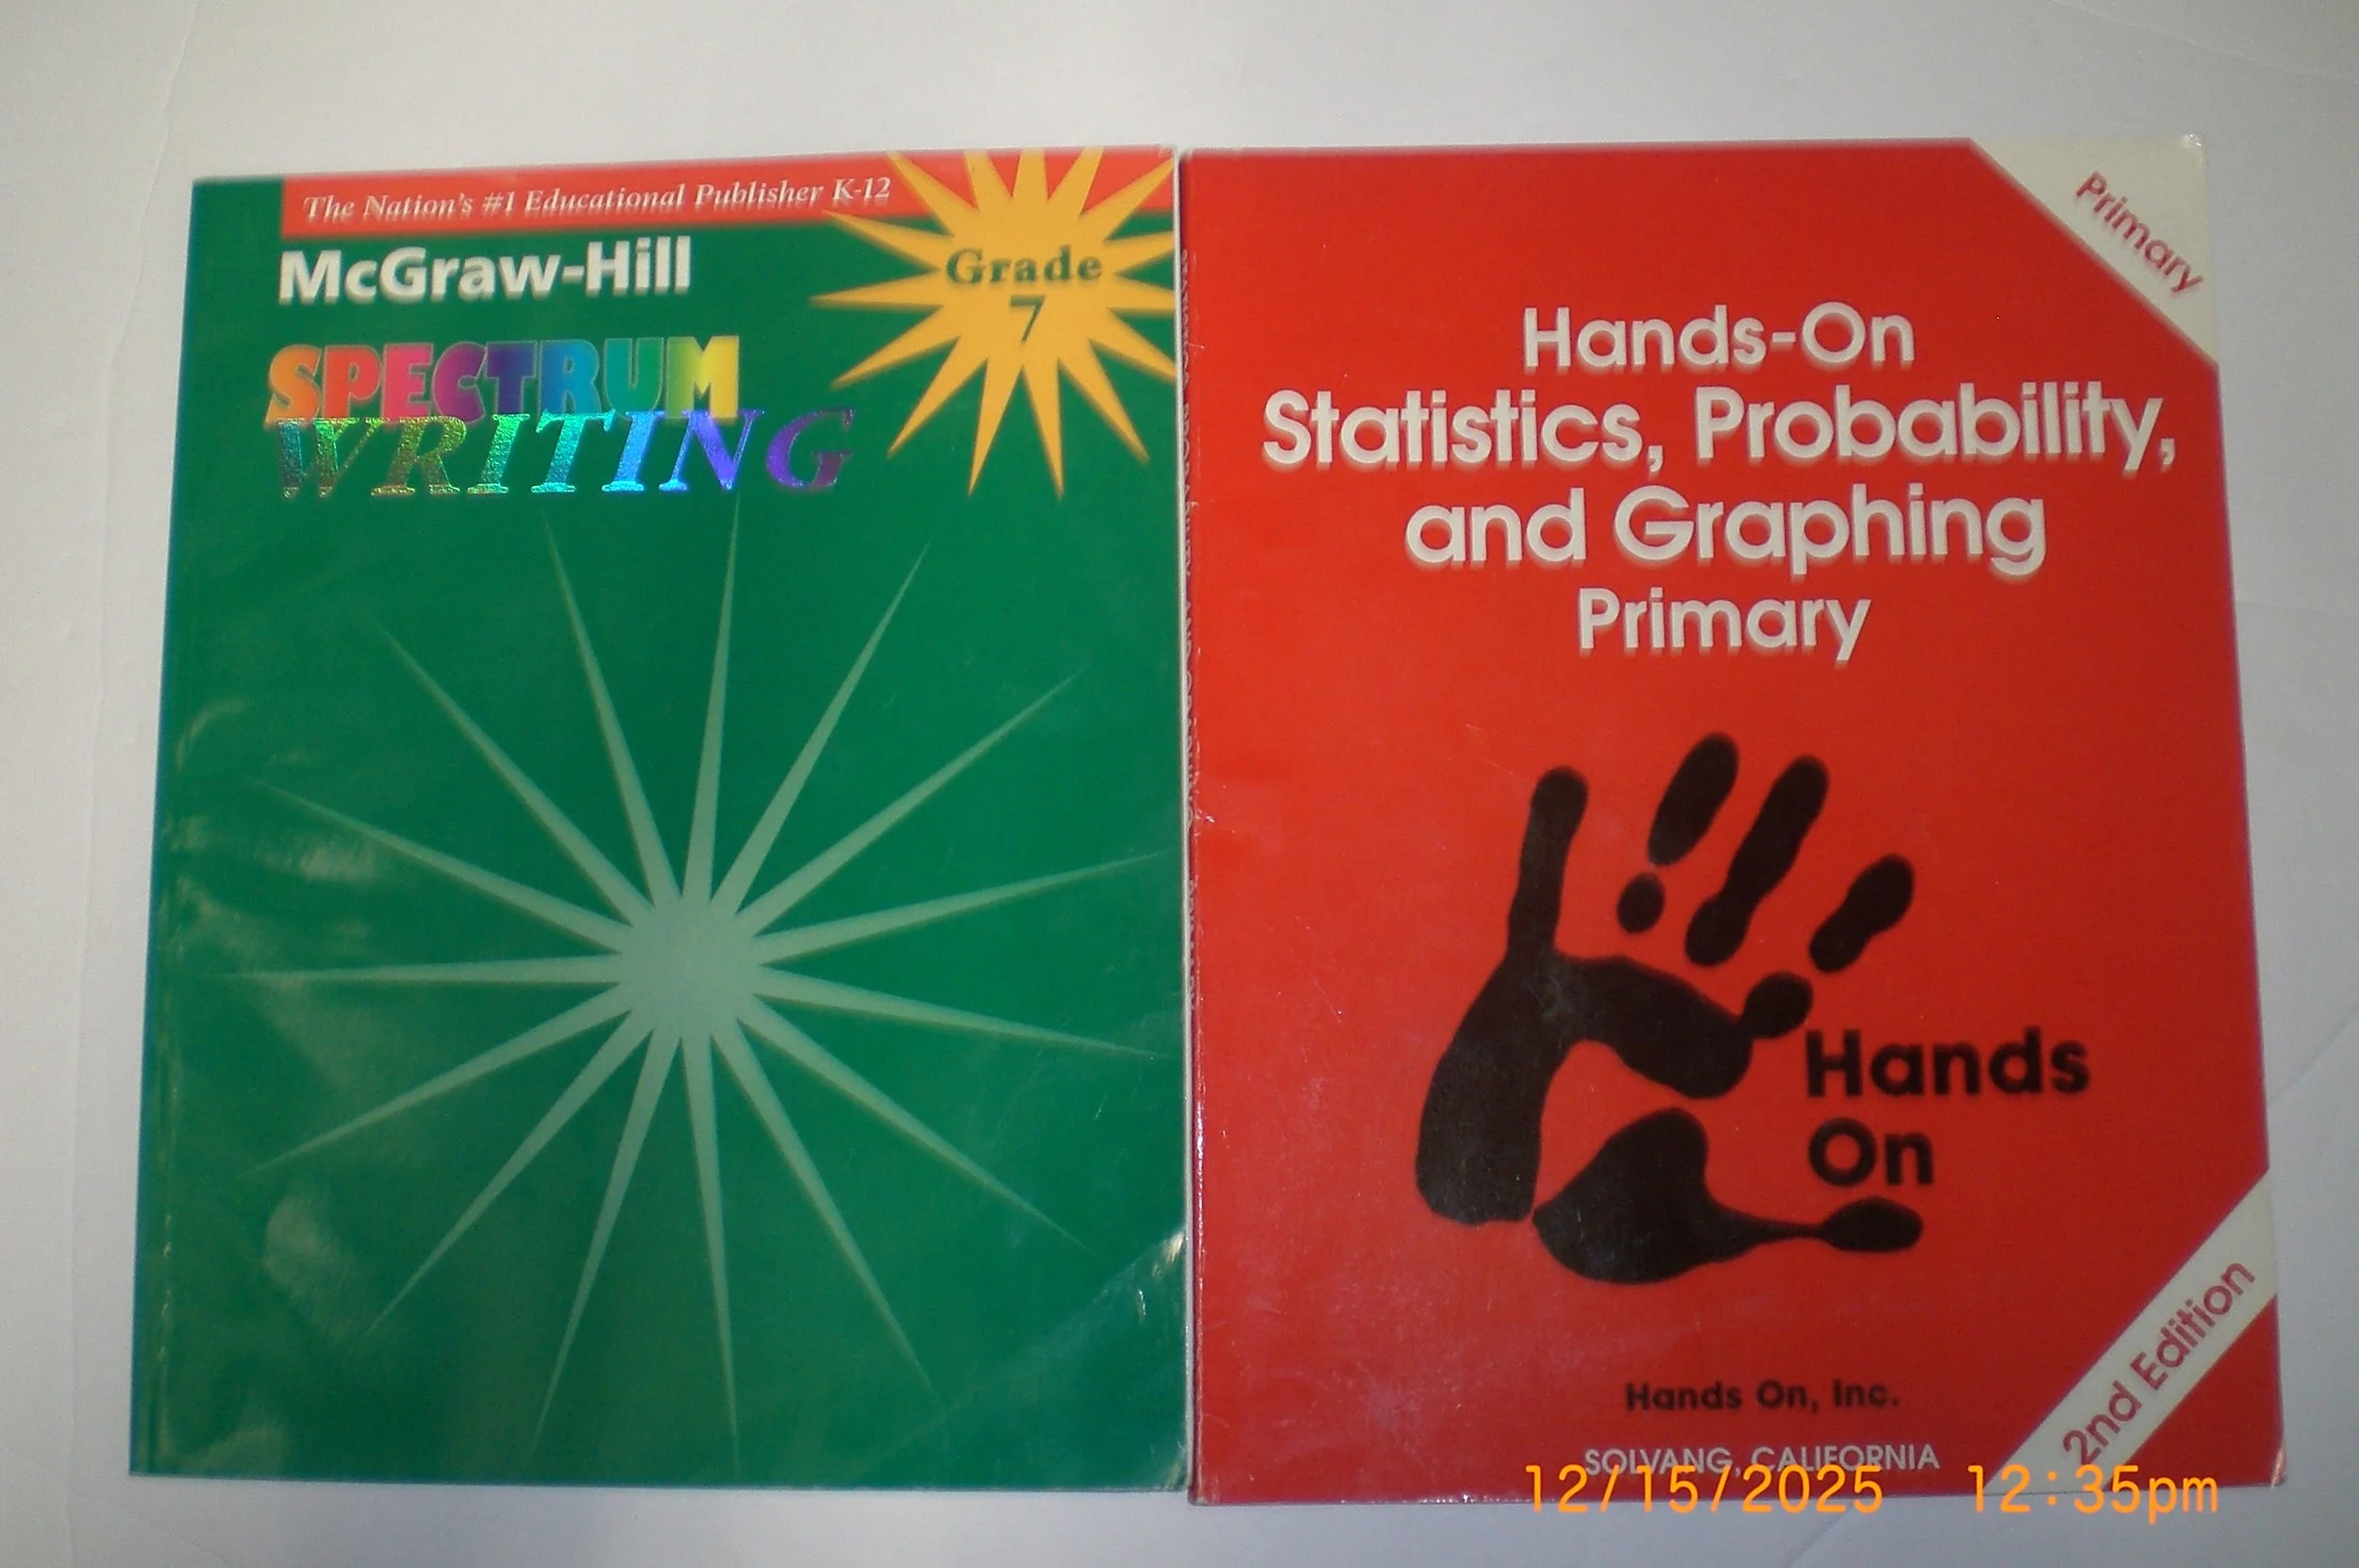 The Nation's #1 Educational Publisher K-12
McGraw-Hill
SPECTRUM
WRITING
Grade
7
Primary
Hands-On
Statistics, Probability,
and Graphing
Primary
Hands
On
Hands On, Inc.
SOLVANG, CALIFORNIA
2nd Edition
12/15/2025 12:35pm